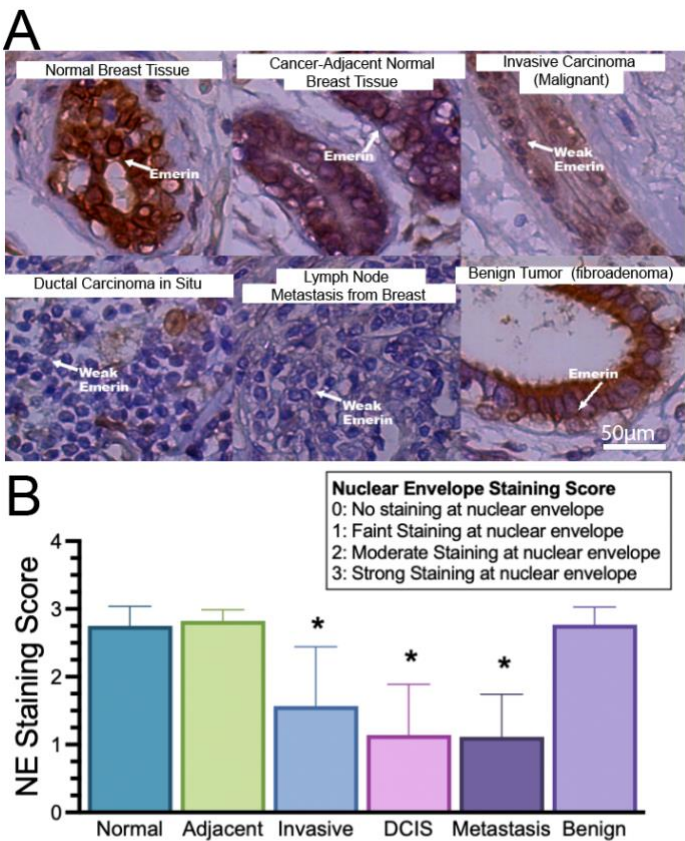 A
Normal Breast Tissue
Cancer-Adjacent Normal
Breast Tissue
Invasive Carcinoma
(Malignant)
Emerin
Emerin
Weak
Emerin
Ductal Carcinoma in Situ
Lymph Node
Metastasis from Breast
Benign Tumor (fibroadenoma)
Weak
Emerin
Weak
Emerin
Emerin
50µm
B
Nuclear Envelope Staining Score
0: No staining at nuclear envelope
1: Faint Staining at nuclear envelope
2: Moderate Staining at nuclear envelope
3: Strong Staining at nuclear envelope
NE Staining Score
4
3
2
1
0
*
*
*
Normal
Adjacent
Invasive
DCIS
Metastasis
Benign